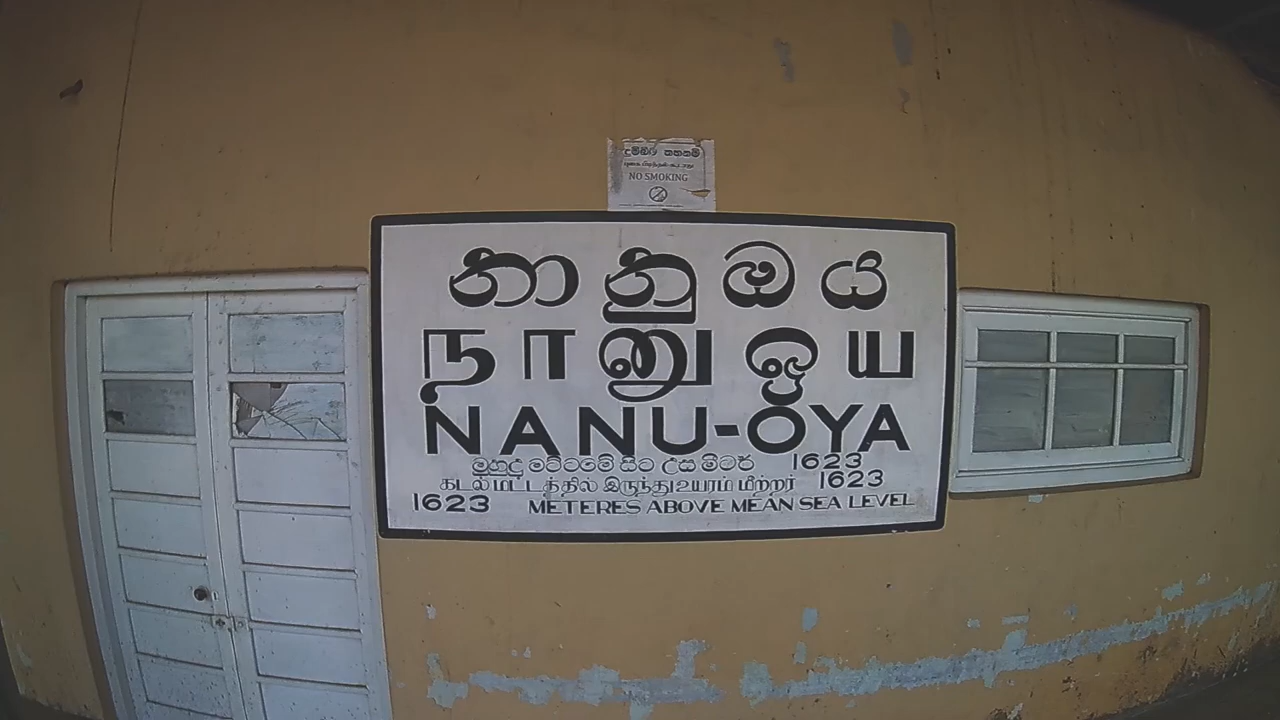 දුම්බීම තහනම්
NO SMOKING
නානුඔය
நானுஓய
NANU-OYA
මුහුදු මට්ටමේ සිට උස මීටර් 1623
கடல்மட்டத்தில் இருந்து உயரம் மீற்றர் 1623
1623 METERES ABOVE MEAN SEA LEVEL